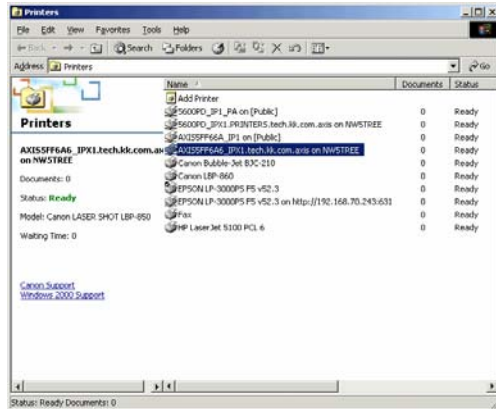 Printers
File Edit View Favorites Tools Help
Back Search Folders
Address Printers Go
Printers
AXIS5FF6A6_IPX1.tech.kk.com.ax
on NW5TREE
Documents: 0
Status: Ready
Model: Canon LASER SHOT LBP-850
Waiting Time: 0
Canon Support
Windows 2000 Support
Name Documents Status
Add Printer
5600PD_IP1_PA on [Public] 0 Ready
5600PD_IPX1.PRINTERS.tech.kk.com.axis on NW5TREE 0 Ready
AXIS5FF66A_IP1 on [Public] 0 Ready
AXIS5FF6A6_IPX1.tech.kk.com.axis on NW5TREE 0 Ready
Canon Bubble-Jet BJC-210 0 Ready
Canon LBP-860 0 Ready
EPSON LP-3000PS F5 v52.3 0 Ready
EPSON LP-3000PS F5 v52.3 on http://192.168.70.243:631 0 Ready
Fax 0 Ready
HP LaserJet 5100 PCL 6 0 Ready
Status: Ready Documents: 0